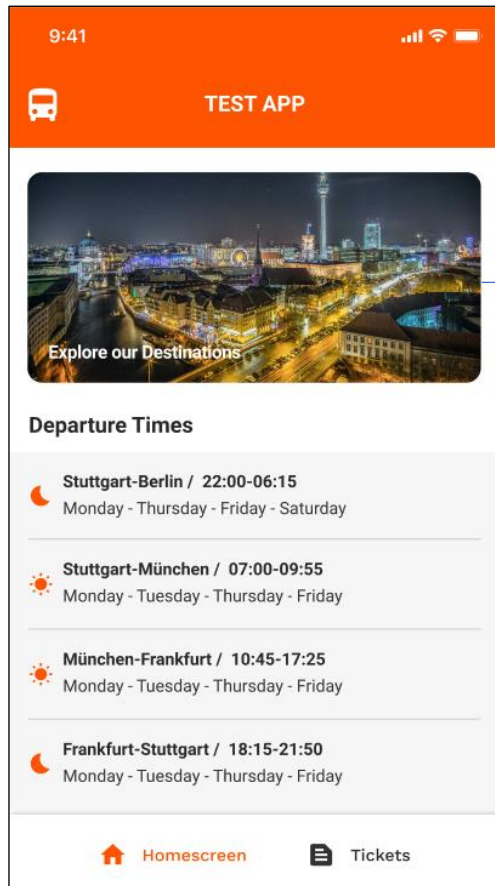 9:41
TEST APP
Explore our Destinations
Departure Times
Stuttgart-Berlin / 22:00-06:15
Monday - Thursday - Friday - Saturday
Stuttgart-München / 07:00-09:55
Monday - Tuesday - Thursday - Friday
München-Frankfurt / 10:45-17:25
Monday - Tuesday - Thursday - Friday
Frankfurt-Stuttgart / 18:15-21:50
Monday - Tuesday - Thursday - Friday
Homescreen Tickets